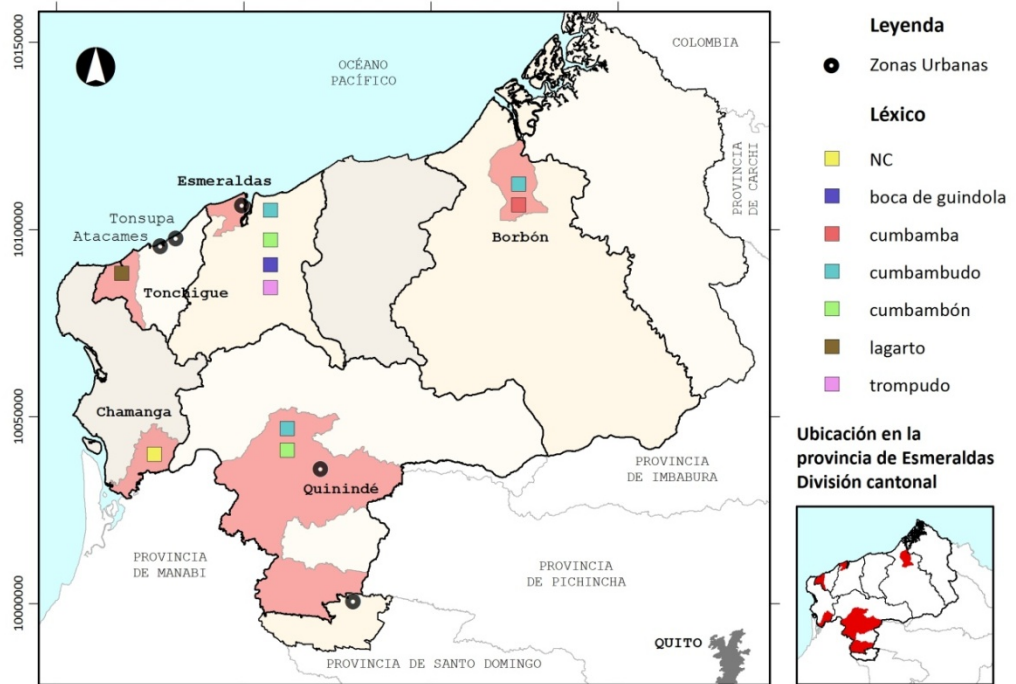 10150000
10100000
10050000
10000000
OCÉANO
PACÍFICO
COLOMBIA
PROVINCIA
DE CARCHI
Esmeraldas
Tonsupa
Atacames
Tonchigue
Borbón
Chamanga
Quinindé
PROVINCIA
DE IMBABURA
PROVINCIA
DE MANABI
PROVINCIA
DE PICHINCHA
QUITO
PROVINCIA DE SANTO DOMINGO
Leyenda
Zonas Urbanas
Léxico
NC
boca de guindola
cumbamba
cumbambudo
cumbambón
lagarto
trompudo
Ubicación en la
provincia de Esmeraldas
División cantonal